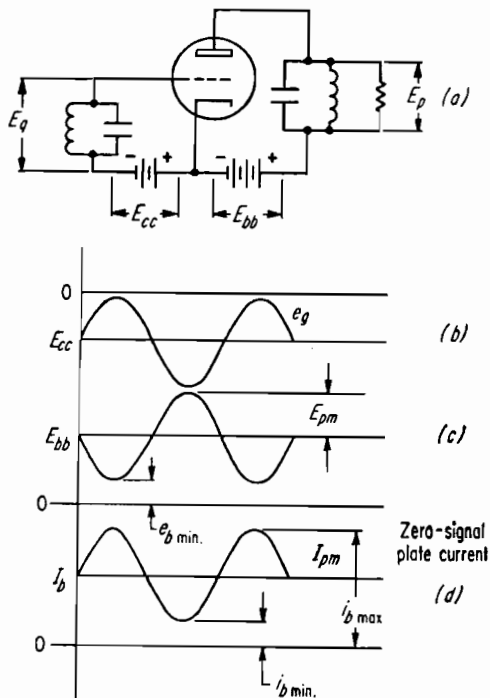 E_g
E_p
(a)
- +
- +
E_cc
E_bb
0
e_g
E_cc
(b)
E_pm
E_bb
(c)
0
e_b min.
Zero-signal
plate current
I_pm
I_b
(d)
i_b max
0
i_b min.